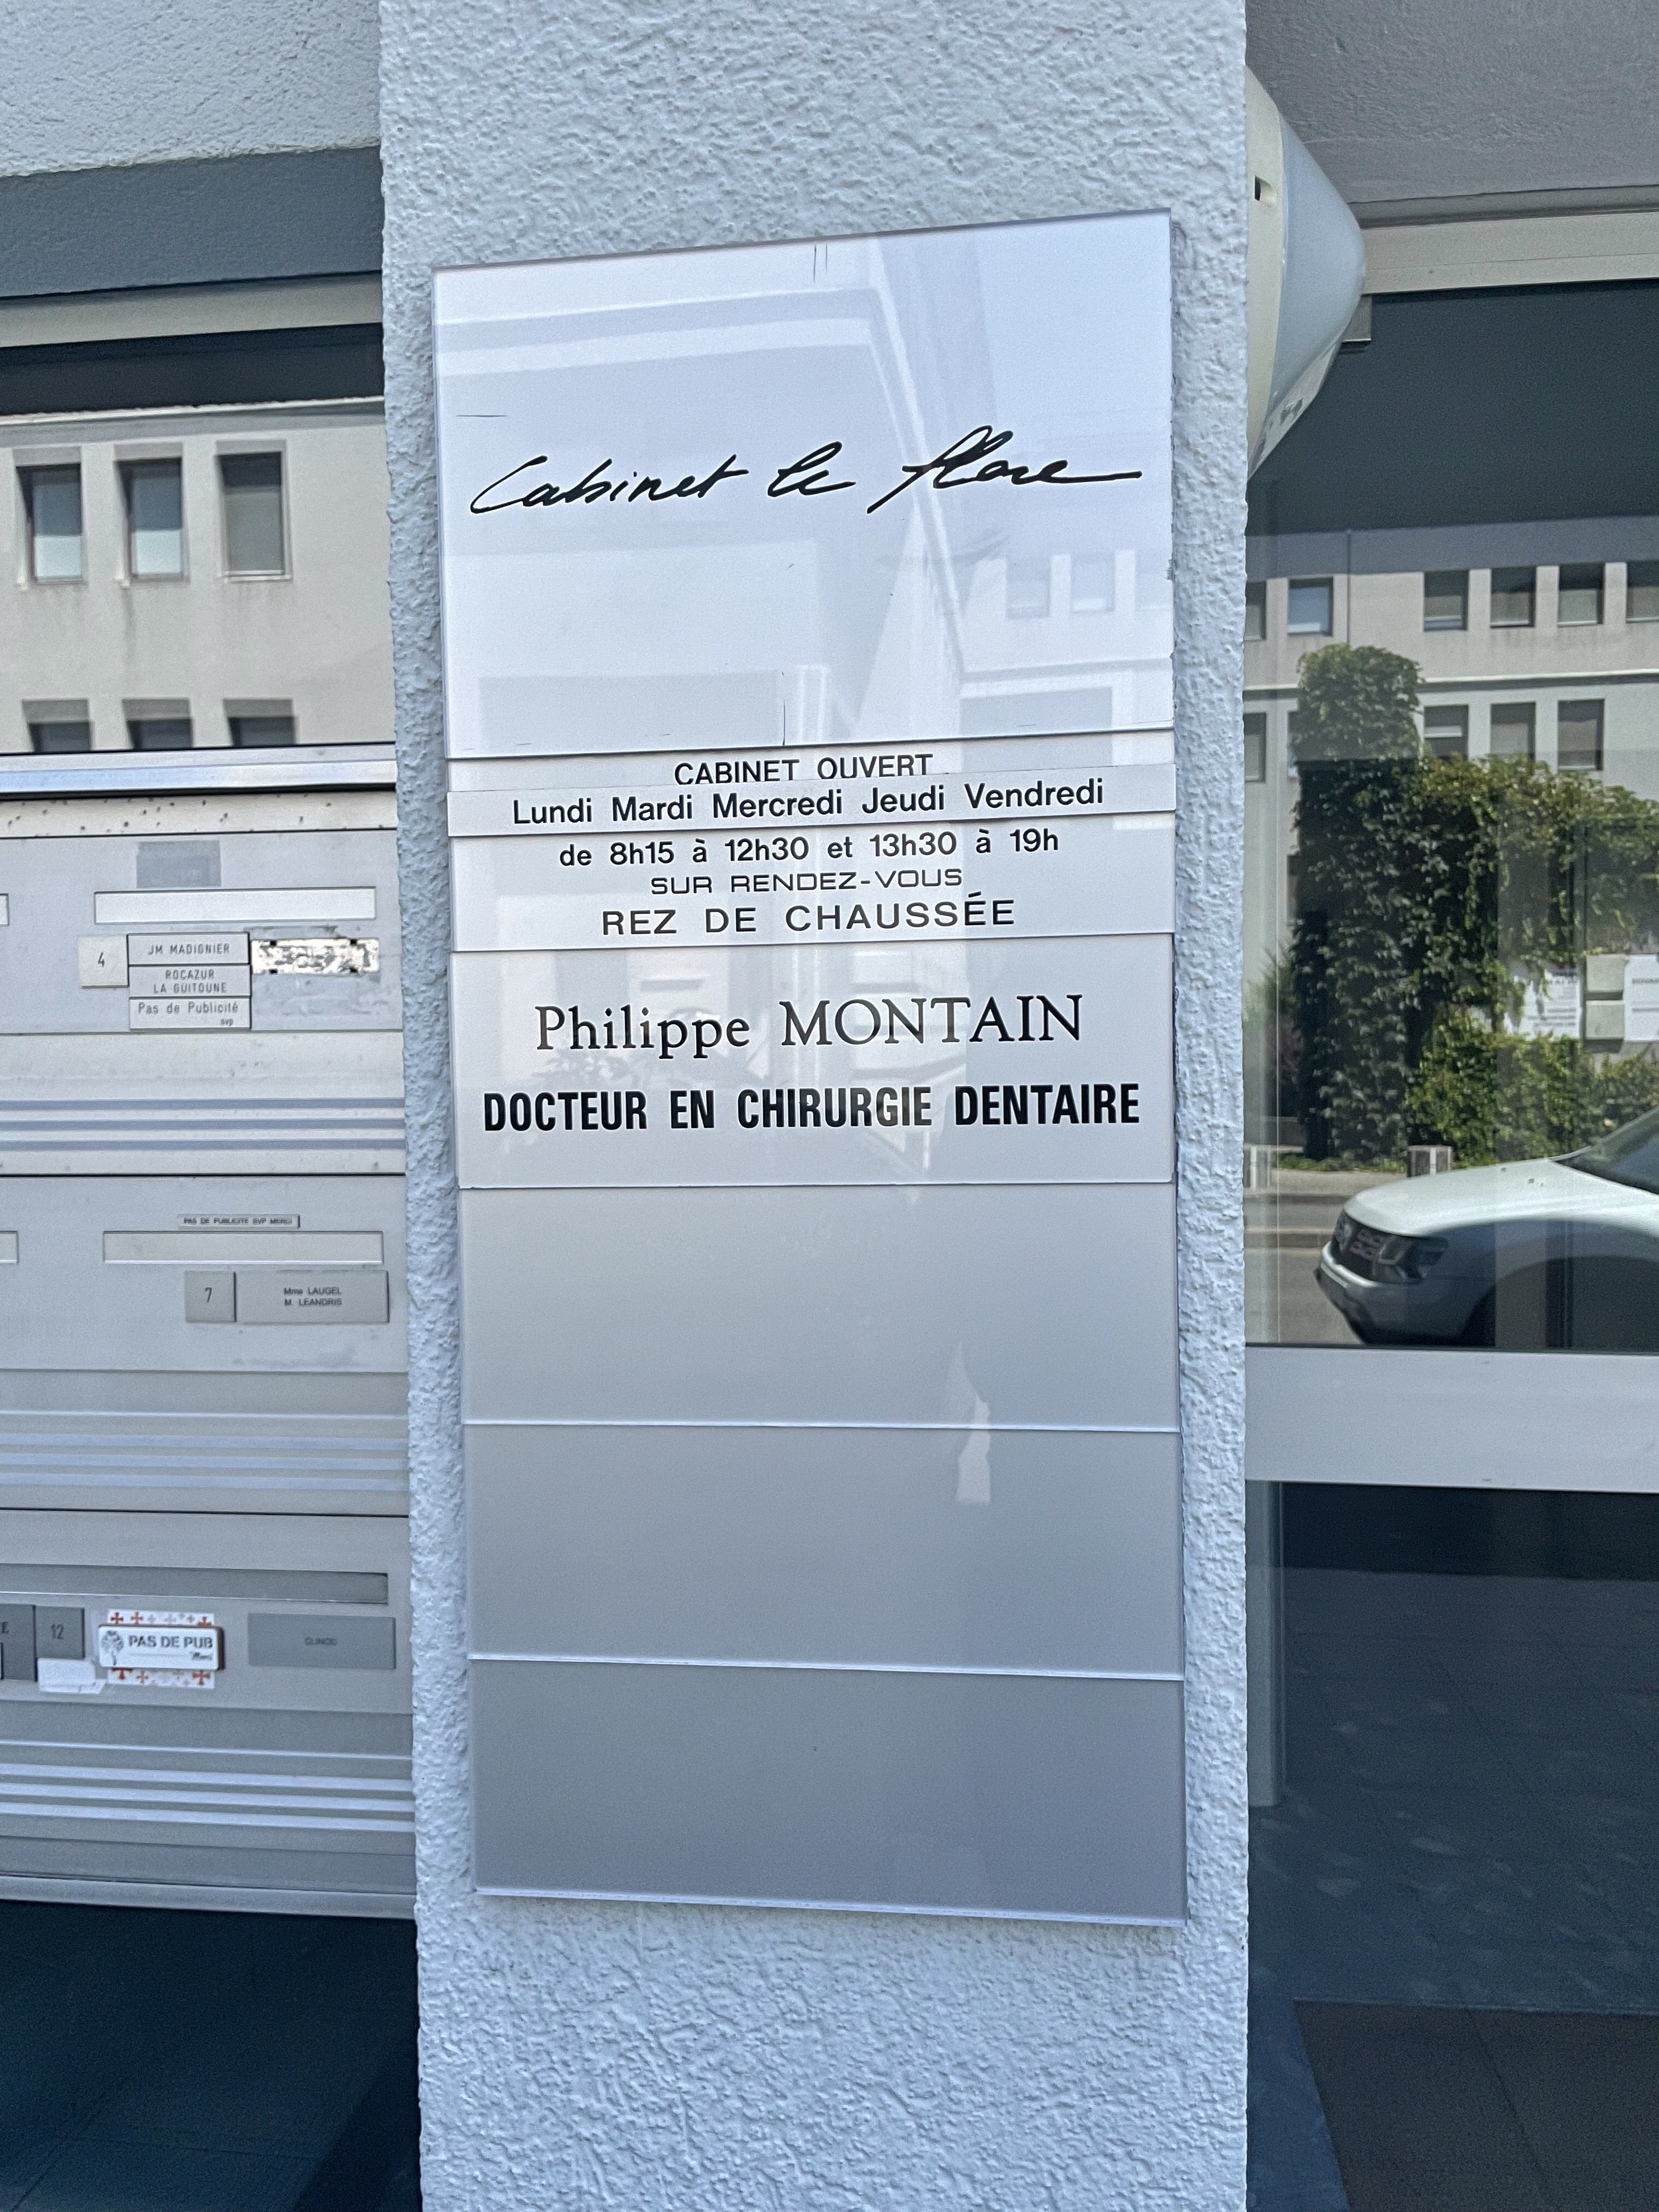 Cabinet le flore
CABINET OUVERT
Lundi Mardi Mercredi Jeudi Vendredi
de 8h15 à 12h30 et 13h30 à 19h
SUR RENDEZ-VOUS
REZ DE CHAUSSÉE
Philippe MONTAIN
DOCTEUR EN CHIRURGIE DENTAIRE
4
JM MADIGNIER
ROCAZUR
LA GUITOUNE
Pas de Publicité
svp
PAS DE PUBLICITE SVP MERCI
7
Mme LAUGEL
M. LEANDRIS
12
PAS DE PUB
Merci